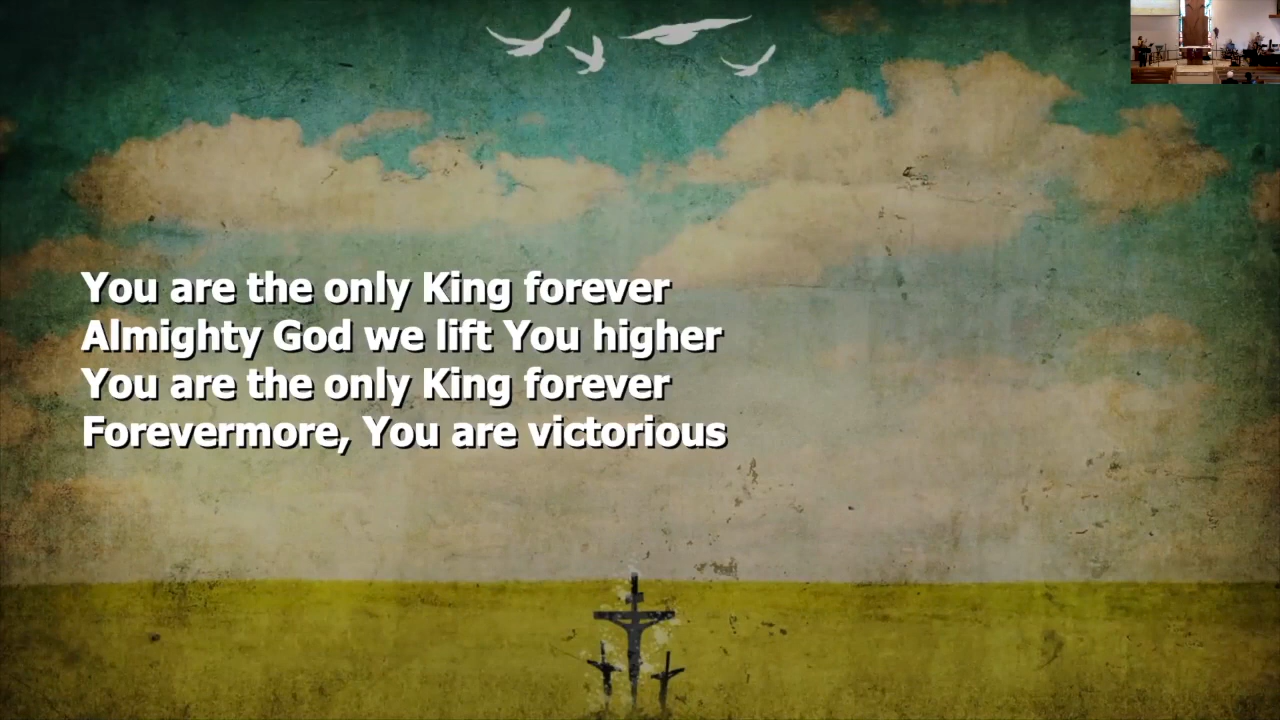 You are the only King forever
Almighty God we lift You higher
You are the only King forever
Forevermore, You are victorious